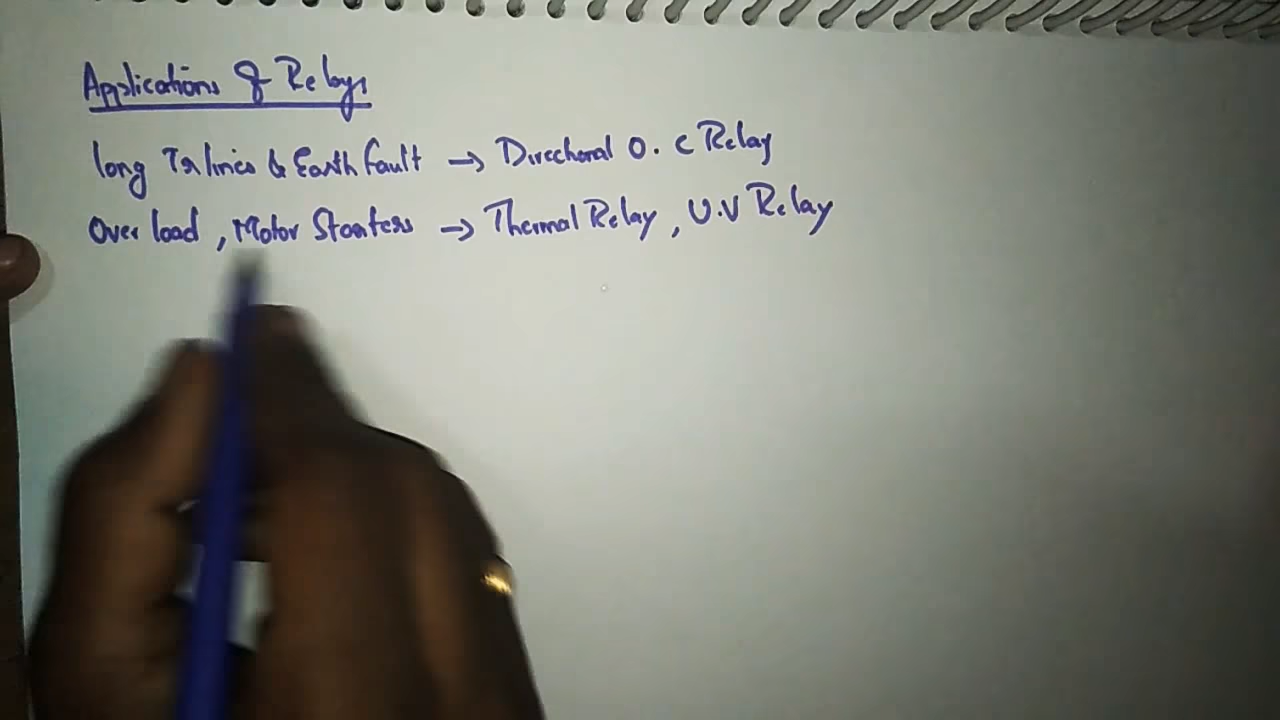 Applications of Relays
long Tx lines & Earth Fault → Directional O.C Relay
Over load, Motor Starters → Thermal Relay, U.V Relay